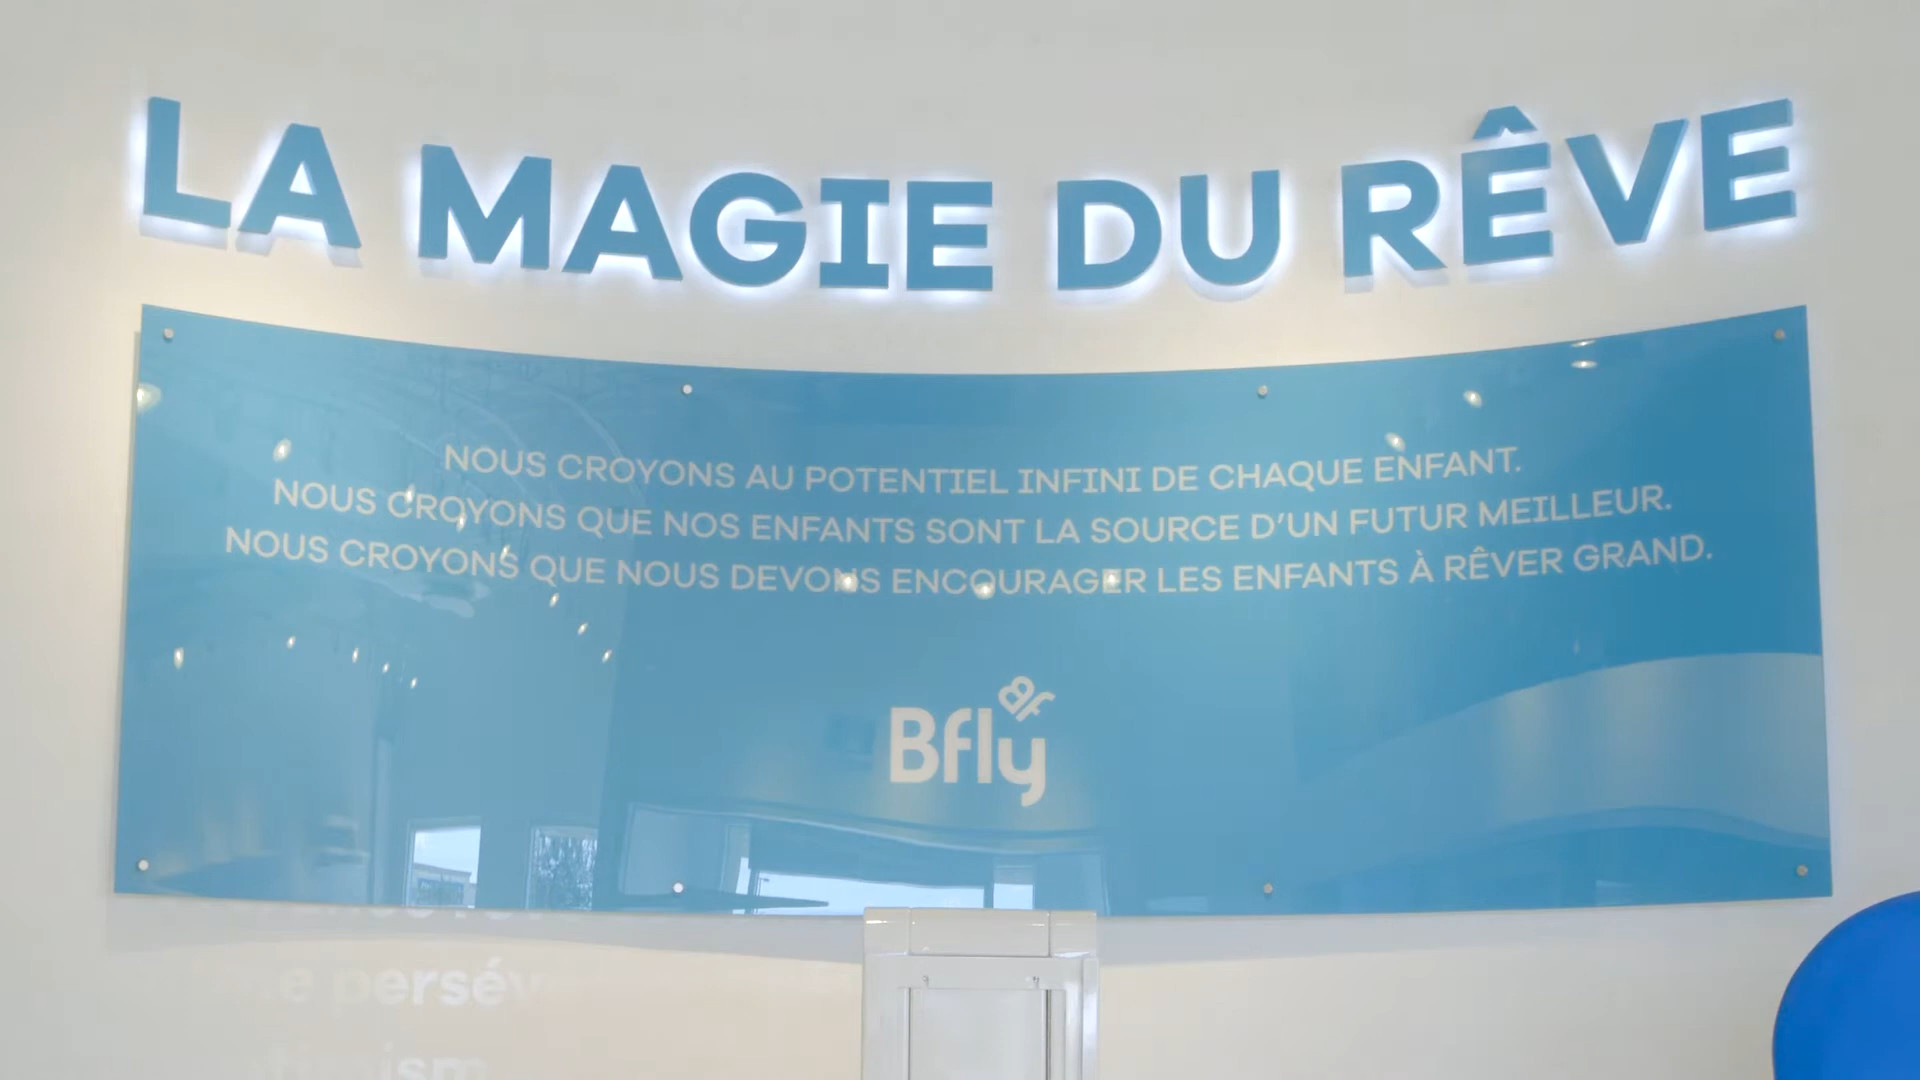 LA MAGIE DU RÊVE
NOUS CROYONS AU POTENTIEL INFINI DE CHAQUE ENFANT.
NOUS CROYONS QUE NOS ENFANTS SONT LA SOURCE D'UN FUTUR MEILLEUR.
NOUS CROYONS QUE NOUS DEVONS ENCOURAGER LES ENFANTS À RÊVER GRAND.
BF
Bfly